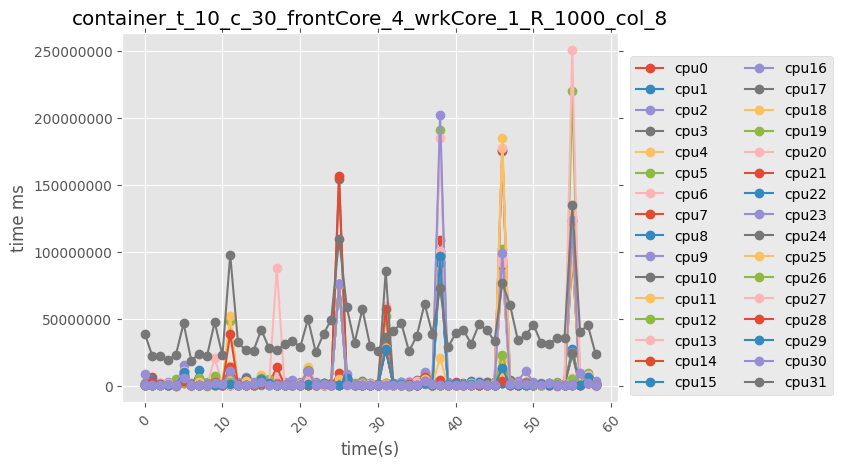 container_t_10_c_30_frontCore_4_wrkCore_1_R_1000_col_8
time ms
250000000
200000000
150000000
100000000
50000000
0
0
10
20
30
40
50
60
time(s)
cpu0
cpu1
cpu2
cpu3
cpu4
cpu5
cpu6
cpu7
cpu8
cpu9
cpu10
cpu11
cpu12
cpu13
cpu14
cpu15
cpu16
cpu17
cpu18
cpu19
cpu20
cpu21
cpu22
cpu23
cpu24
cpu25
cpu26
cpu27
cpu28
cpu29
cpu30
cpu31